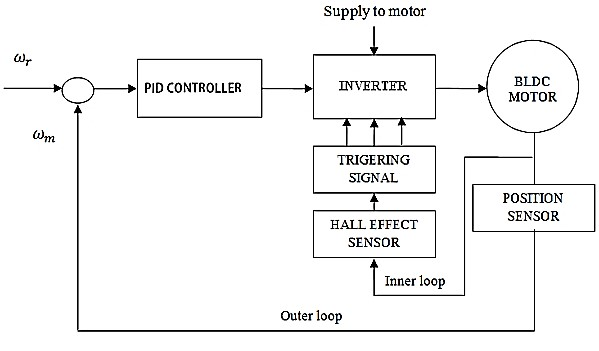 Supply to motor
ωr
PID CONTROLLER
INVERTER
BLDC
MOTOR
ωm
TRIGERING
SIGNAL
POSITION
SENSOR
HALL EFFECT
SENSOR
Inner loop
Outer loop